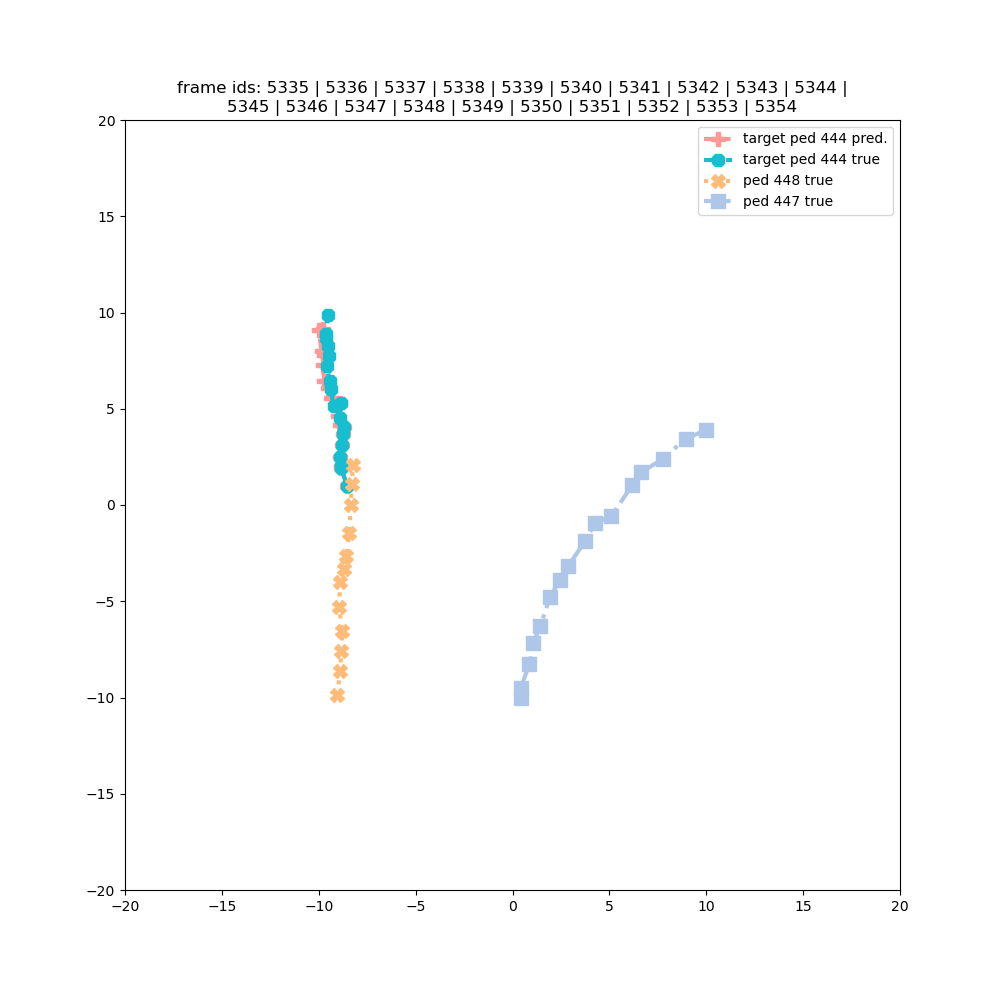 frame ids: 5335 | 5336 | 5337 | 5338 | 5339 | 5340 | 5341 | 5342 | 5343 | 5344 |
5345 | 5346 | 5347 | 5348 | 5349 | 5350 | 5351 | 5352 | 5353 | 5354
target ped 444 pred.
target ped 444 true
ped 448 true
ped 447 true
20
15
10
5
0
−5
−10
−15
−20
−20 −15 −10 −5 0 5 10 15 20